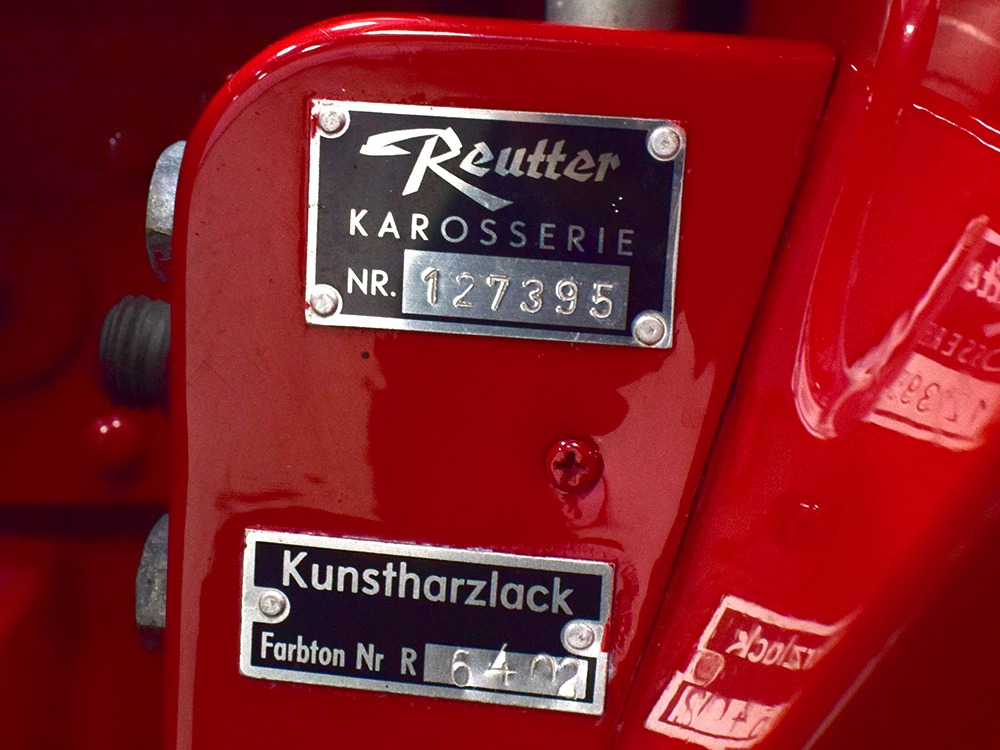 Reutter
KAROSSERIE
NR. 127395
Kunstharzlack
Farbton Nr R 6402